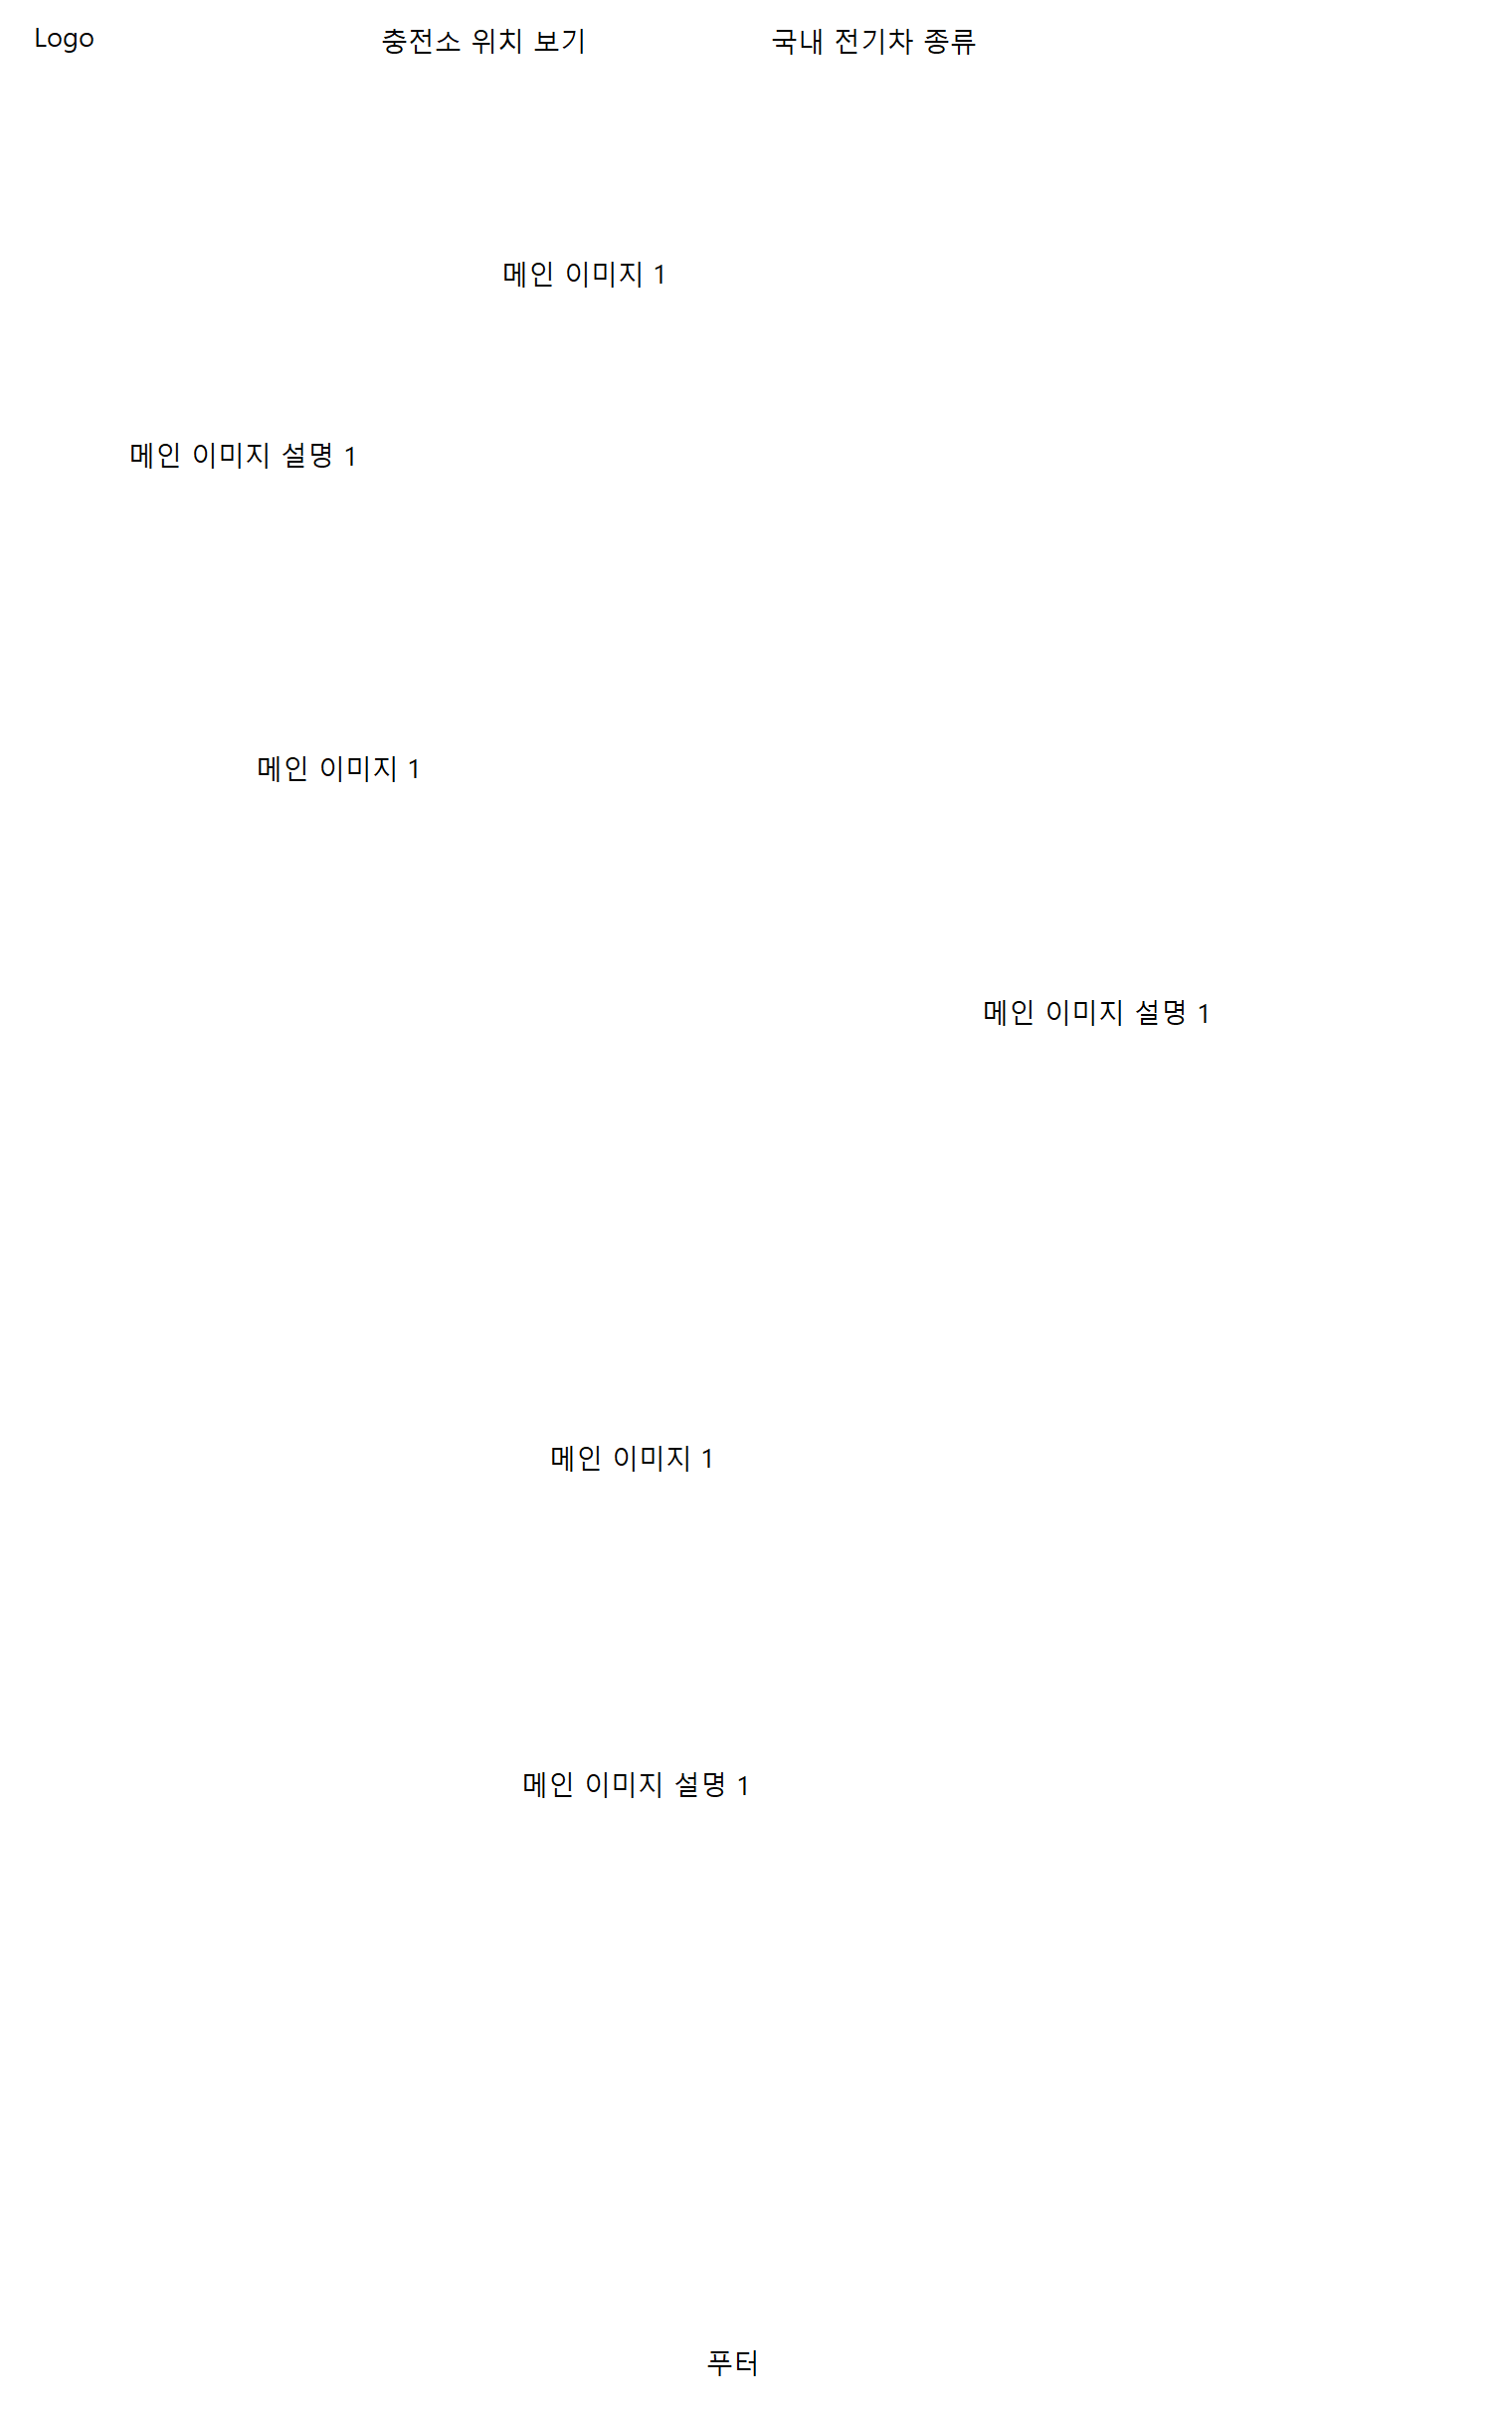 Logo
충전소 위치 보기
국내 전기차 종류
메인 이미지 1
메인 이미지 설명 1
메인 이미지 1
메인 이미지 설명 1
메인 이미지 1
메인 이미지 설명 1
푸터